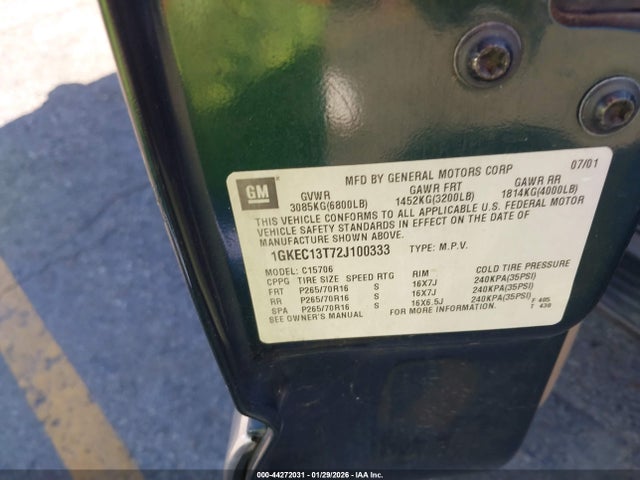 MFD BY GENERAL MOTORS CORP 07/01
GM
GVWR GAWR FRT GAWR RR
3085KG(6800LB) 1452KG(3200LB) 1814KG(4000LB)
THIS VEHICLE CONFORMS TO ALL APPLICABLE U.S. FEDERAL MOTOR
VEHICLE SAFETY STANDARDS IN EFFECT ON THE DATE OF
MANUFACTURE SHOWN ABOVE.
1GKEC13T72J100333 TYPE: M.P.V.
MODEL: C15706
CPPG TIRE SIZE SPEED RTG RIM COLD TIRE PRESSURE
FRT P265/70R16 S 16X7J 240KPA(35PSI)
RR P265/70R16 S 16X7J 240KPA(35PSI)
SPA P265/70R16 S 16X6.5J 240KPA(35PSI)
SEE OWNER'S MANUAL FOR MORE INFORMATION.
F 405
T 430
000-44272031 - 01/29/2026 - IAA Inc.